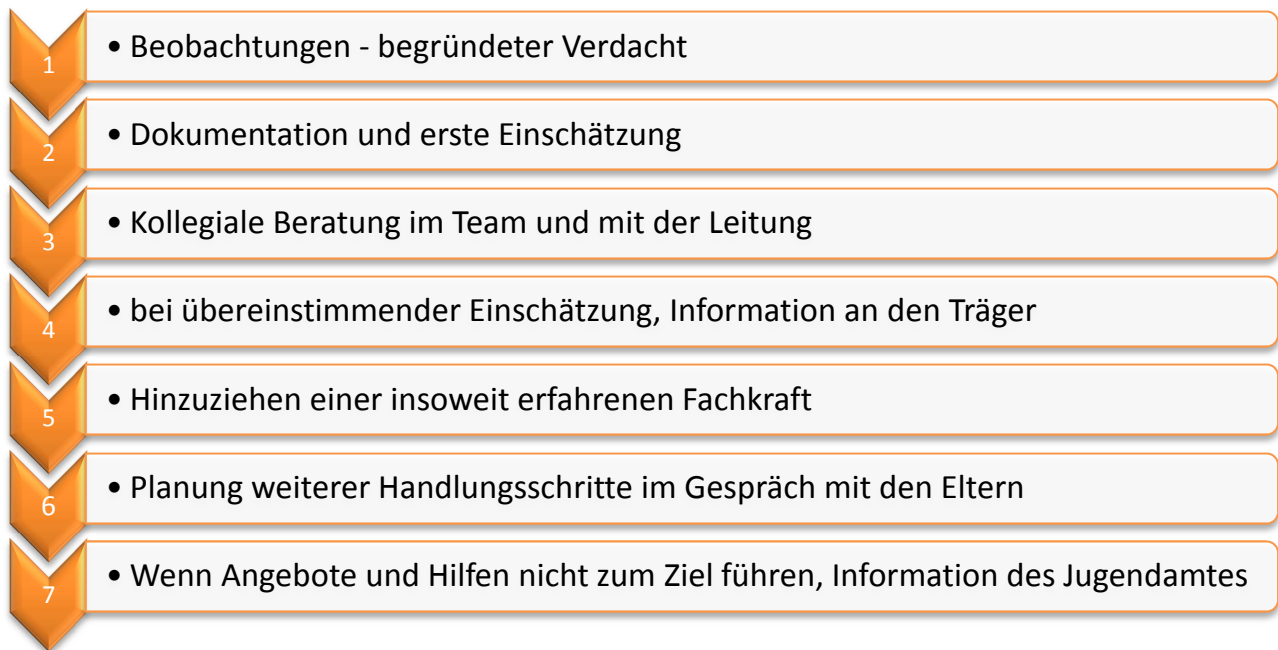 1 • Beobachtungen - begründeter Verdacht
2 • Dokumentation und erste Einschätzung
3 • Kollegiale Beratung im Team und mit der Leitung
4 • bei übereinstimmender Einschätzung, Information an den Träger
5 • Hinzuziehen einer insoweit erfahrenen Fachkraft
6 • Planung weiterer Handlungsschritte im Gespräch mit den Eltern
7 • Wenn Angebote und Hilfen nicht zum Ziel führen, Information des Jugendamtes